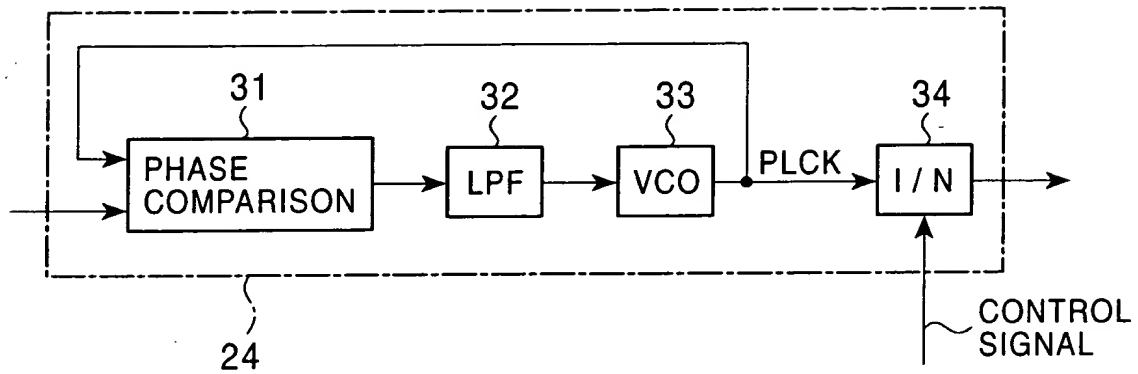 31
32
33
34
PHASE
COMPARISON
LPF
VCO
PLCK
I / N
24
CONTROL
SIGNAL